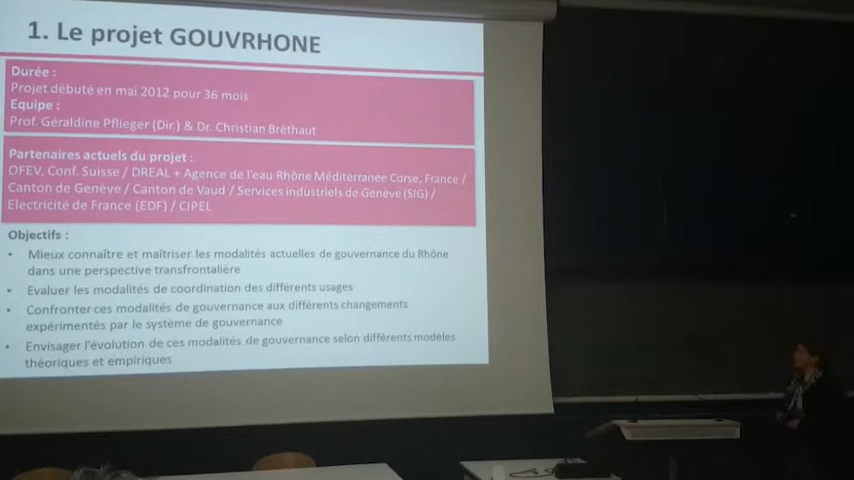 1. Le projet GOUVRHONE
Durée :
Projet débuté en mai 2012 pour 36 mois
Equipe :
Prof. Géraldine Pflieger (Dir.) & Dr. Christian Bréthaut
Partenaires actuels du projet :
OFEV, Conf. Suisse / DREAL + Agence de l'eau Rhône Méditerranée Corse, France /
Canton de Genève / Canton de Vaud / Services industriels de Genève (SIG) /
Electricité de France (EDF) / CIPEL
Objectifs :
• Mieux connaître et maîtriser les modalités actuelles de gouvernance du Rhône
dans une perspective transfrontalière
• Evaluer les modalités de coordination des différents usages
• Confronter ces modalités de gouvernance aux différents changements
expérimentés par le système de gouvernance
• Envisager l'évolution de ces modalités de gouvernance selon différents modèles
théoriques et empiriques